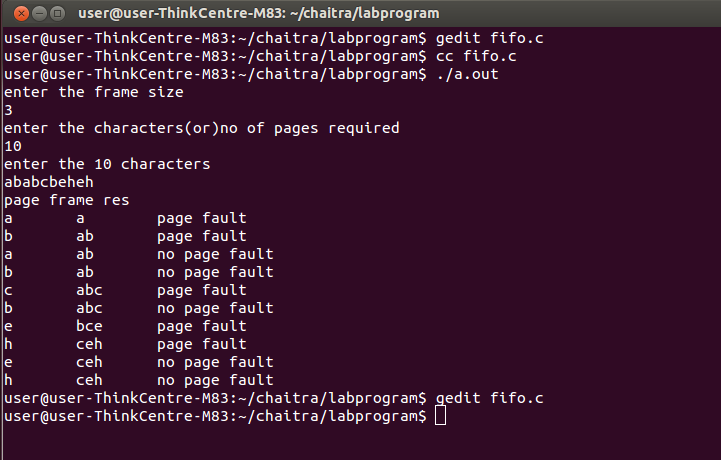 user@user-ThinkCentre-M83: ~/chaitra/labprogram
user@user-ThinkCentre-M83:~/chaitra/labprogram$ gedit fifo.c
user@user-ThinkCentre-M83:~/chaitra/labprogram$ cc fifo.c
user@user-ThinkCentre-M83:~/chaitra/labprogram$ ./a.out
enter the frame size
3
enter the characters(or)no of pages required
10
enter the 10 characters
ababcbeheh
page frame res
a       a        page fault
b       ab       page fault
a       ab       no page fault
b       ab       no page fault
c       abc      page fault
b       abc      no page fault
e       bce      page fault
h       ceh      page fault
e       ceh      no page fault
h       ceh      no page fault
user@user-ThinkCentre-M83:~/chaitra/labprogram$ gedit fifo.c
user@user-ThinkCentre-M83:~/chaitra/labprogram$